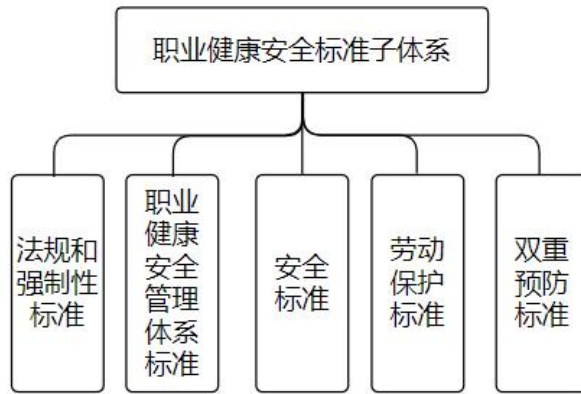 职业健康安全标准子体系
法规和
强制性
标准
职业
健康
安全
管理
体系
标准
安全
标准
劳动
保护
标准
双重
预防
标准